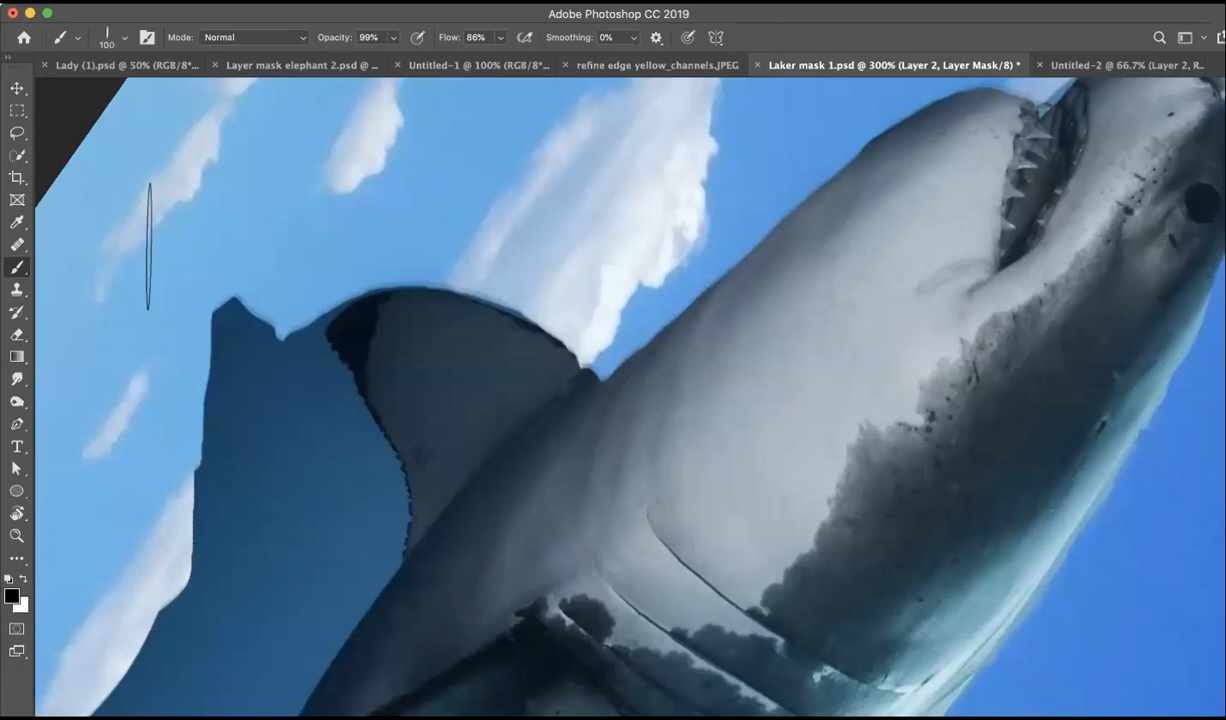 Adobe Photoshop CC 2019
100 Mode: Normal Opacity: 99% Flow: 86% Smoothing: 0%
Lady (1).psd @ 50% (RGB/8*... Layer mask elephant 2.psd @ ... Untitled-1 @ 100% (RGB/8*... refine edge yellow_channels.JPEG Laker mask 1.psd @ 300% (Layer 2, Layer Mask/8) * Untitled-2 @ 66.7% (Layer 2, R...